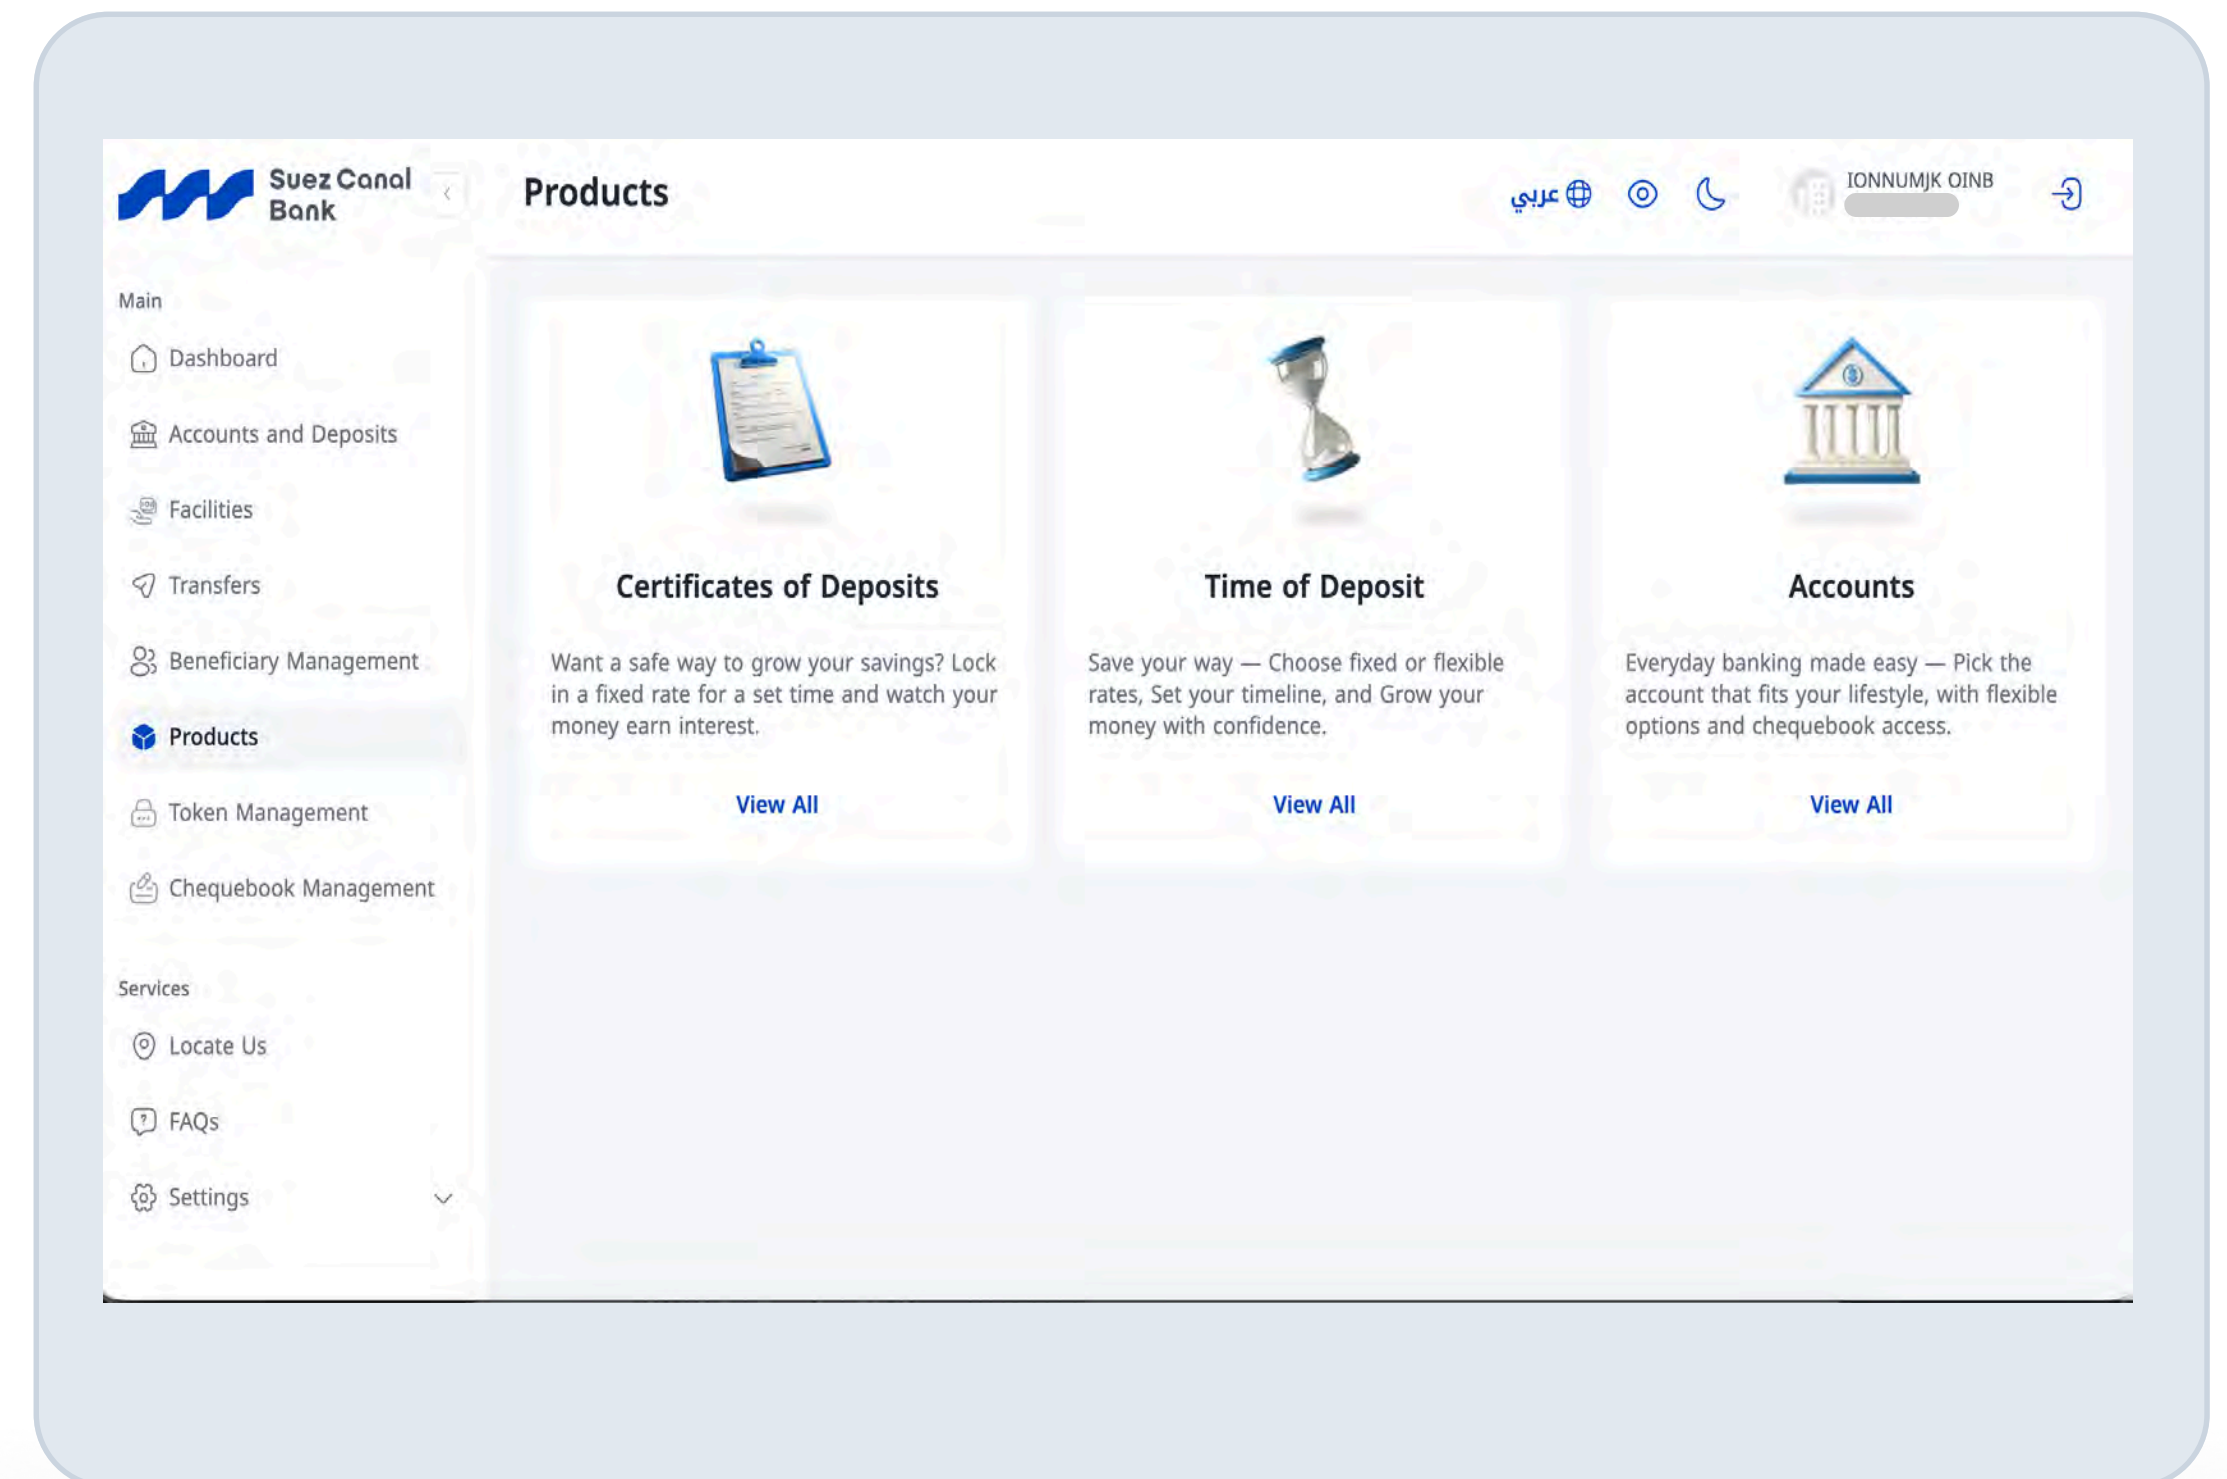 Suez Canal
Bank
Products
عربي
IONNUMJK OINB
Main
Dashboard
Accounts and Deposits
Facilities
Transfers
Beneficiary Management
Products
Token Management
Chequebook Management
Services
Locate Us
FAQs
Settings
Certificates of Deposits
Want a safe way to grow your savings? Lock
in a fixed rate for a set time and watch your
money earn interest.
View All
Time of Deposit
Save your way — Choose fixed or flexible
rates, Set your timeline, and Grow your
money with confidence.
View All
Accounts
Everyday banking made easy — Pick the
account that fits your lifestyle, with flexible
options and chequebook access.
View All